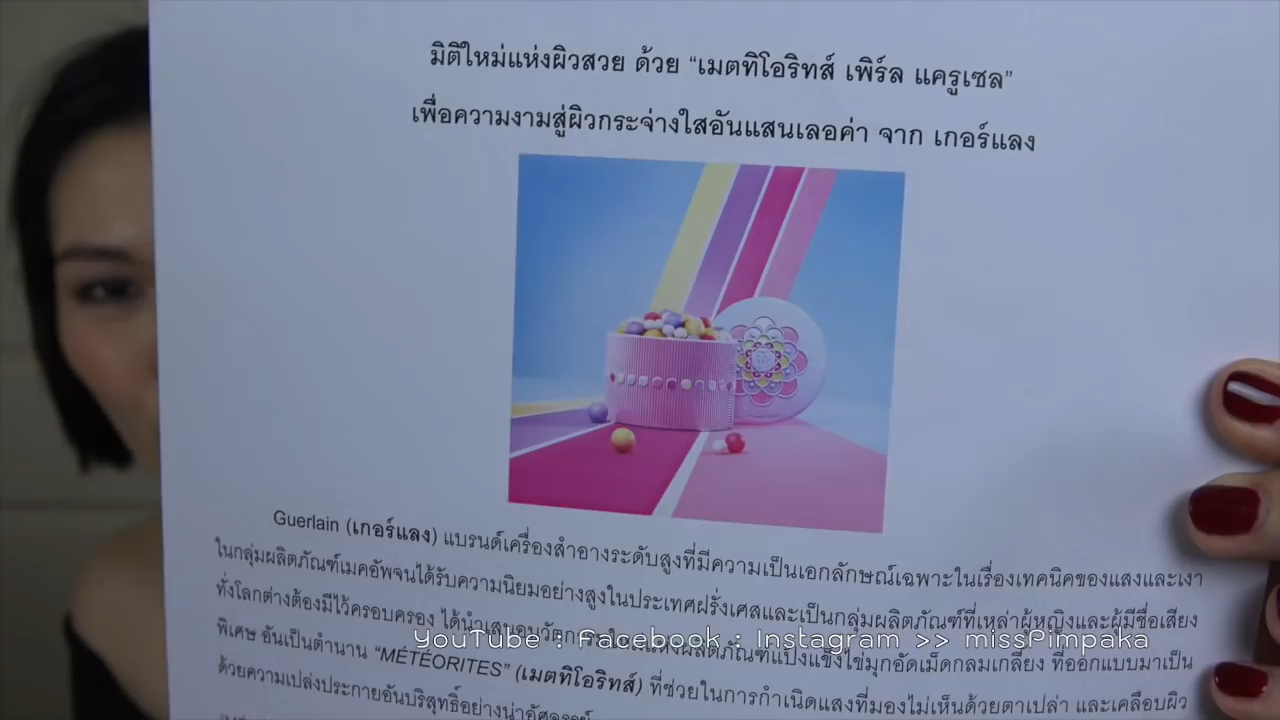 มิติใหม่แห่งผิวสวย ด้วย “เมตทิโอริทส์ เพิร์ล แครูเซล”
เพื่อความงามสู่ผิวกระจ่างใสอันแสนเลอค่า จาก เกอร์แลง
Guerlain (เกอร์แลง) แบรนด์เครื่องสำอางระดับสูงที่มีความเป็นเอกลักษณ์เฉพาะในเรื่องเทคนิคของแสงและเงา
ในกลุ่มผลิตภัณฑ์เมคอัพจนได้รับความนิยมอย่างสูงในประเทศฝรั่งเศสและเป็นกลุ่มผลิตภัณฑ์ที่เหล่าผู้หญิงและผู้มีชื่อเสียง
ทั่งโลกต่างต้องมีไว้ครอบครอง
YouTube : Facebook : Instagram >> missPimpaka
พิเศษ อันเป็นตำนาน “MÉTÉORITES” (เมตทิโอริทส์) ที่ช่วยในการกำเนิดแสงที่มองไม่เห็นด้วยตาเปล่า และเคลือบผิว
ด้วยความเปล่งประกายอันบริสุทธิ์อย่างน่าอัศจรรย์